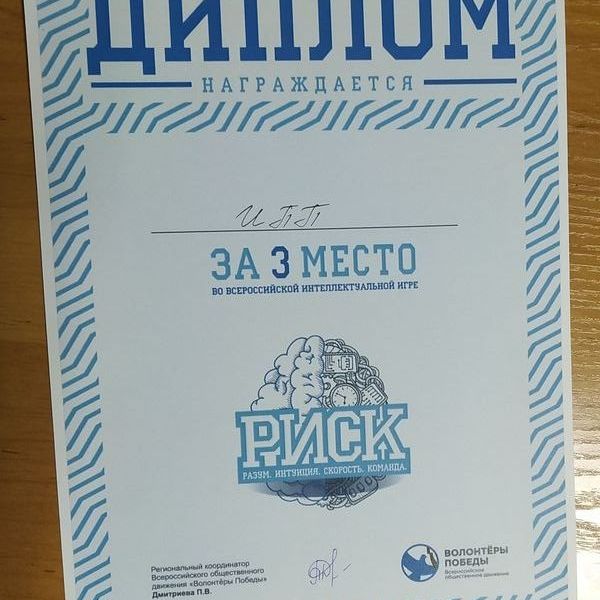 ДИПЛОМ
НАГРАЖДАЕТСЯ
ИПП
ЗА 3 МЕСТО
ВО ВСЕРОССИЙСКОЙ ИНТЕЛЛЕКТУАЛЬНОЙ ИГРЕ
РИСК
РАЗУМ. ИНТУИЦИЯ. СКОРОСТЬ. КОМАНДА.
Региональный координатор
Всероссийского общественного
движения «Волонтёры Победы»
Дмитриева П.В.
ВОЛОНТЁРЫ
ПОБЕДЫ
Всероссийское
общественное движение